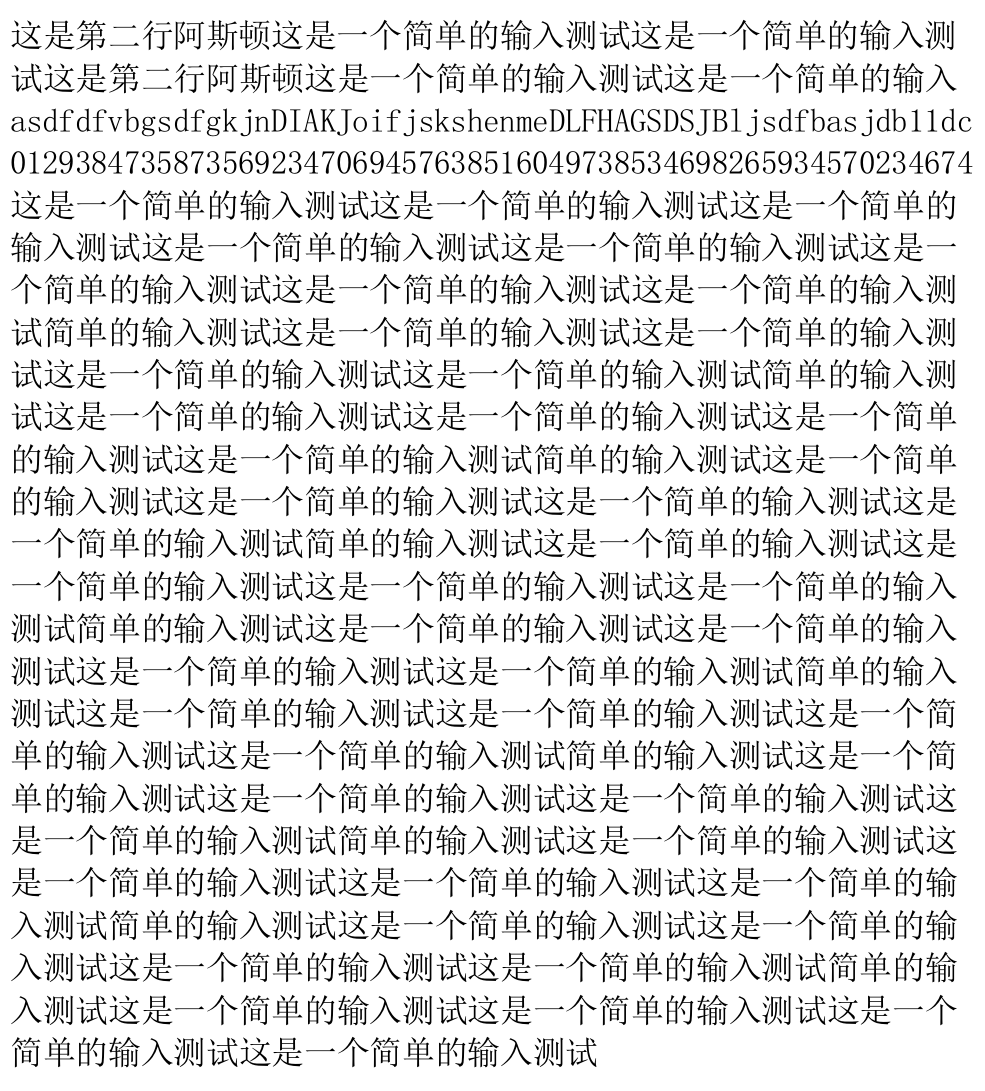 这是第二行阿斯顿这是一个简单的输入测试这是一个简单的输入测
试这是第二行阿斯顿这是一个简单的输入测试这是一个简单的输入
asdfdfvbgsdfgkjnDIAKJoifjskshenmeDLFHAGSDSJBljsdfbasjdb11dc
01293847358735692347069457638516049738534698265934570234674
这是一个简单的输入测试这是一个简单的输入测试这是一个简单的
输入测试这是一个简单的输入测试这是一个简单的输入测试这是一
个简单的输入测试这是一个简单的输入测试这是一个简单的输入测
试简单的输入测试这是一个简单的输入测试这是一个简单的输入测
试这是一个简单的输入测试这是一个简单的输入测试简单的输入测
试这是一个简单的输入测试这是一个简单的输入测试这是一个简单
的输入测试这是一个简单的输入测试简单的输入测试这是一个简单
的输入测试这是一个简单的输入测试这是一个简单的输入测试这是
一个简单的输入测试简单的输入测试这是一个简单的输入测试这是
一个简单的输入测试这是一个简单的输入测试这是一个简单的输入
测试简单的输入测试这是一个简单的输入测试这是一个简单的输入
测试这是一个简单的输入测试这是一个简单的输入测试简单的输入
测试这是一个简单的输入测试这是一个简单的输入测试这是一个简
单的输入测试这是一个简单的输入测试简单的输入测试这是一个简
单的输入测试这是一个简单的输入测试这是一个简单的输入测试这
是一个简单的输入测试简单的输入测试这是一个简单的输入测试这
是一个简单的输入测试这是一个简单的输入测试这是一个简单的输
入测试简单的输入测试这是一个简单的输入测试这是一个简单的输
入测试这是一个简单的输入测试这是一个简单的输入测试简单的输
入测试这是一个简单的输入测试这是一个简单的输入测试这是一个
简单的输入测试这是一个简单的输入测试